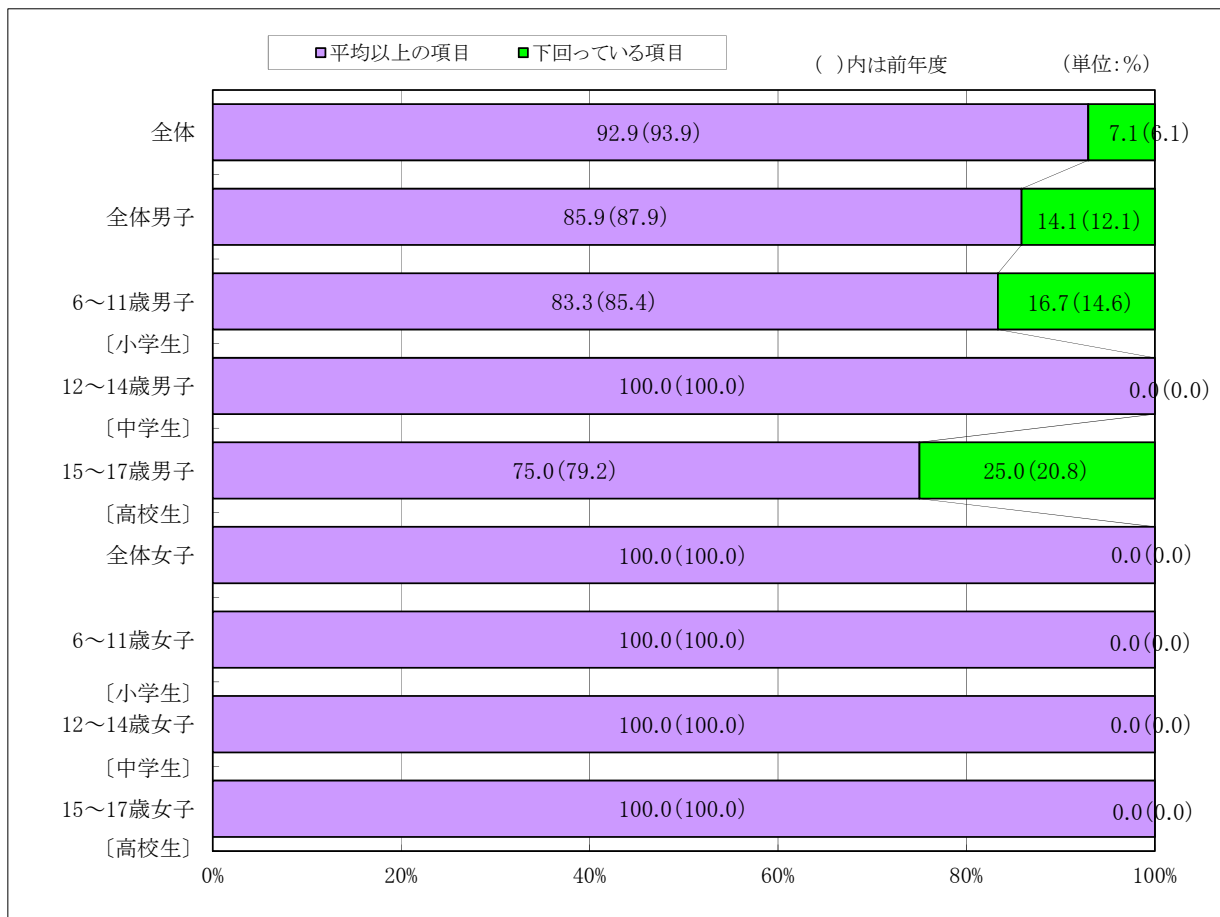 ■平均以上の項目 ■下回っている項目
( )内は前年度 (単位:%)
全体 92.9(93.9) 7.1(6.1)
全体男子 85.9(87.9) 14.1(12.1)
6～11歳男子 83.3(85.4) 16.7(14.6)
〔小学生〕
12～14歳男子 100.0(100.0) 0.0(0.0)
〔中学生〕
15～17歳男子 75.0(79.2) 25.0(20.8)
〔高校生〕
全体女子 100.0(100.0) 0.0(0.0)
6～11歳女子 100.0(100.0) 0.0(0.0)
〔小学生〕
12～14歳女子 100.0(100.0) 0.0(0.0)
〔中学生〕
15～17歳女子 100.0(100.0) 0.0(0.0)
〔高校生〕
0% 20% 40% 60% 80% 100%